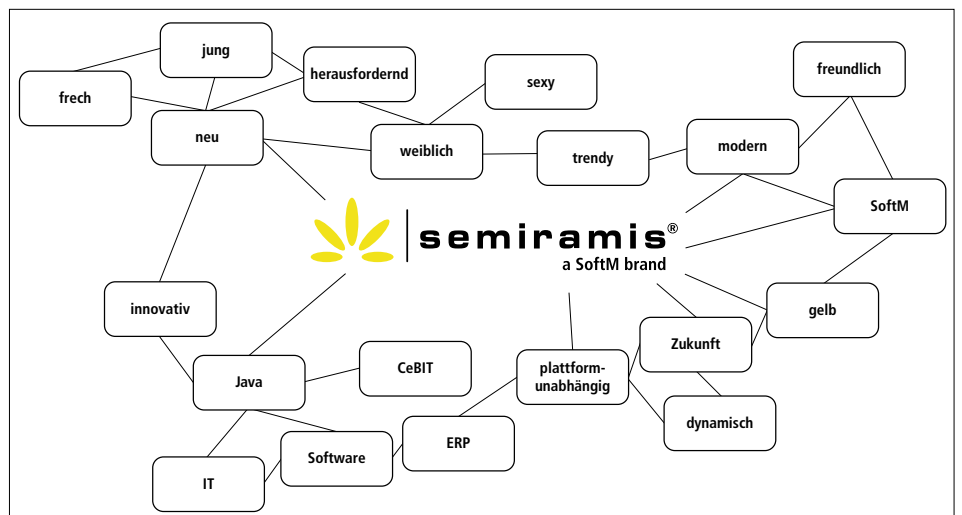 jung
herausfordernd
freundlich
sexy
frech
neu
weiblich
trendy
modern
SoftM
semiramis®
a SoftM brand
innovativ
gelb
Zukunft
Java
CeBIT
plattform-
unabhängig
dynamisch
ERP
Software
IT